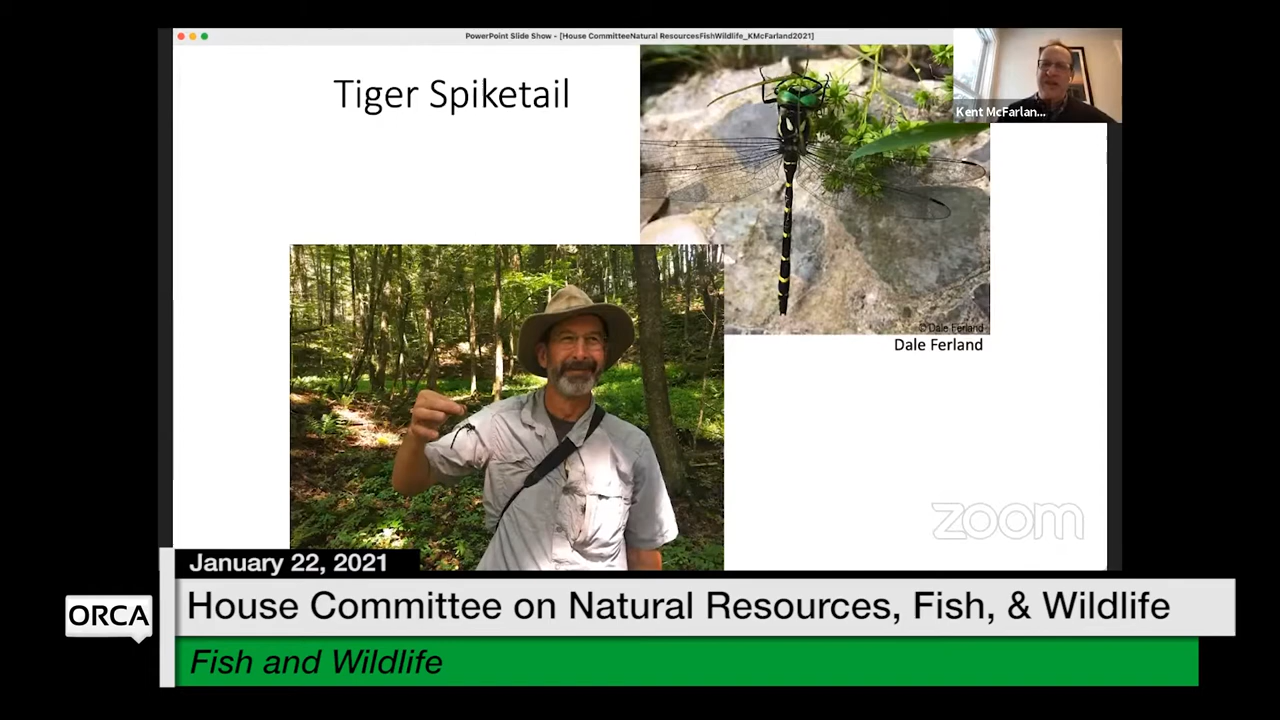 PowerPoint Slide Show - [House CommitteeNatural ResourcesFishWildlife_KMcFarland2021]
Tiger Spiketail
Kent McFarlan...
© Dale Ferland
Dale Ferland
zoom
January 22, 2021
ORCA
House Committee on Natural Resources, Fish, & Wildlife
Fish and Wildlife